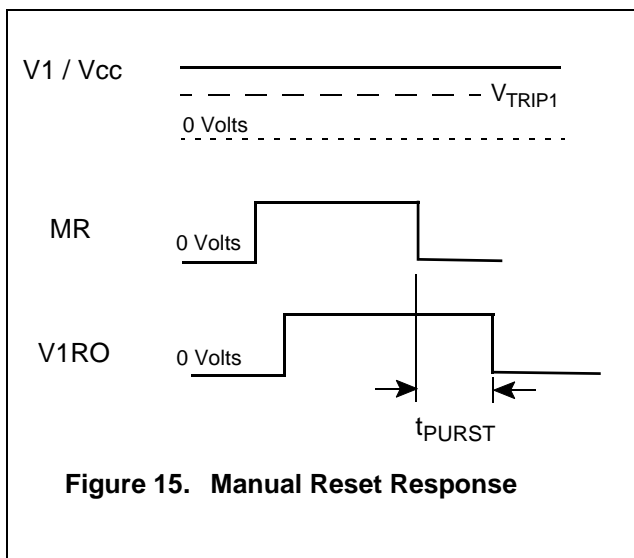 V1 / Vcc
VTRIP1
0 Volts
MR
0 Volts
V1RO
0 Volts
tPURST
Figure 15. Manual Reset Response